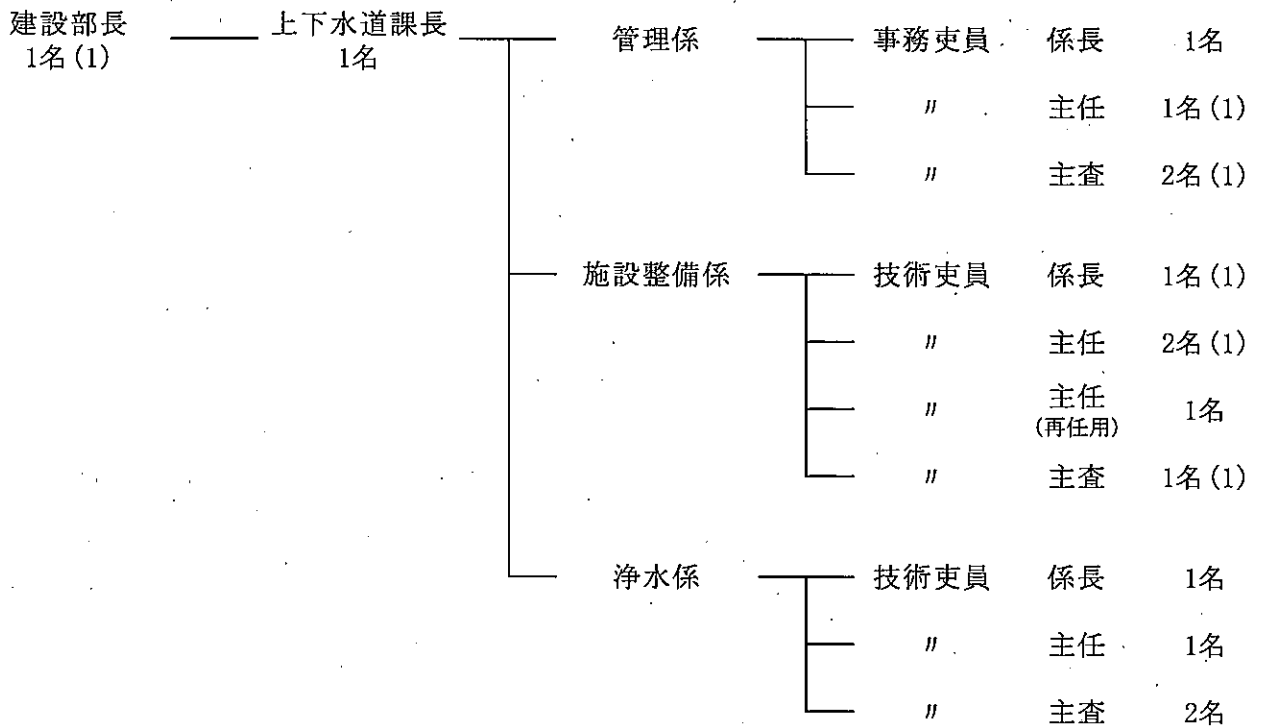 建設部長 上下水道課長 管理係 事務吏員 係長 1名
1名(1) 1名
〃 主任 1名(1)
〃 主査 2名(1)
施設整備係 技術吏員 係長 1名(1)
〃 主任 2名(1)
〃 主任 1名
(再任用)
〃 主査 1名(1)
浄水係 技術吏員 係長 1名
〃 主任 1名
〃 主査 2名